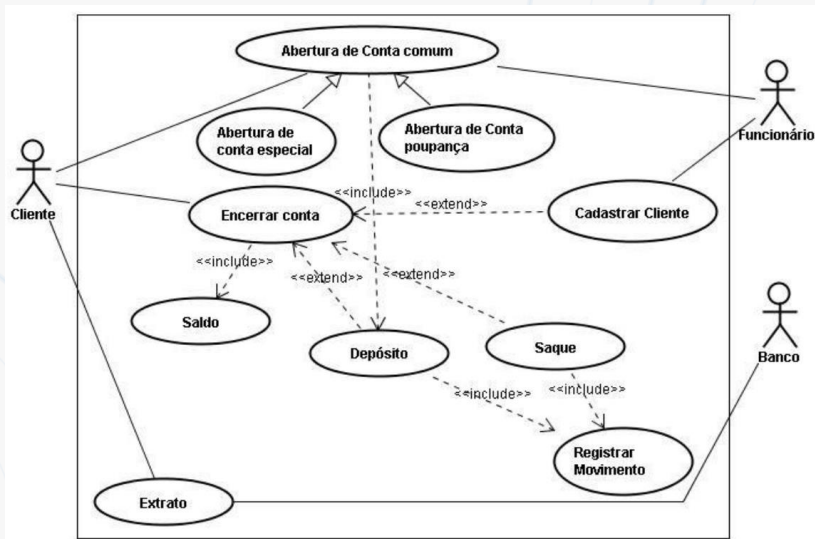 Abertura de Conta comum
Abertura de
conta especial
Abertura de Conta
poupança
Funcionário
Cliente
<<include>>
Encerrar conta
<<extend>>
Cadastrar Cliente
<<include>>
<<extend>>
<<extend>>
Saldo
Depósito
Saque
Banco
<<include>>
<<include>>
Registrar
Movimento
Extrato